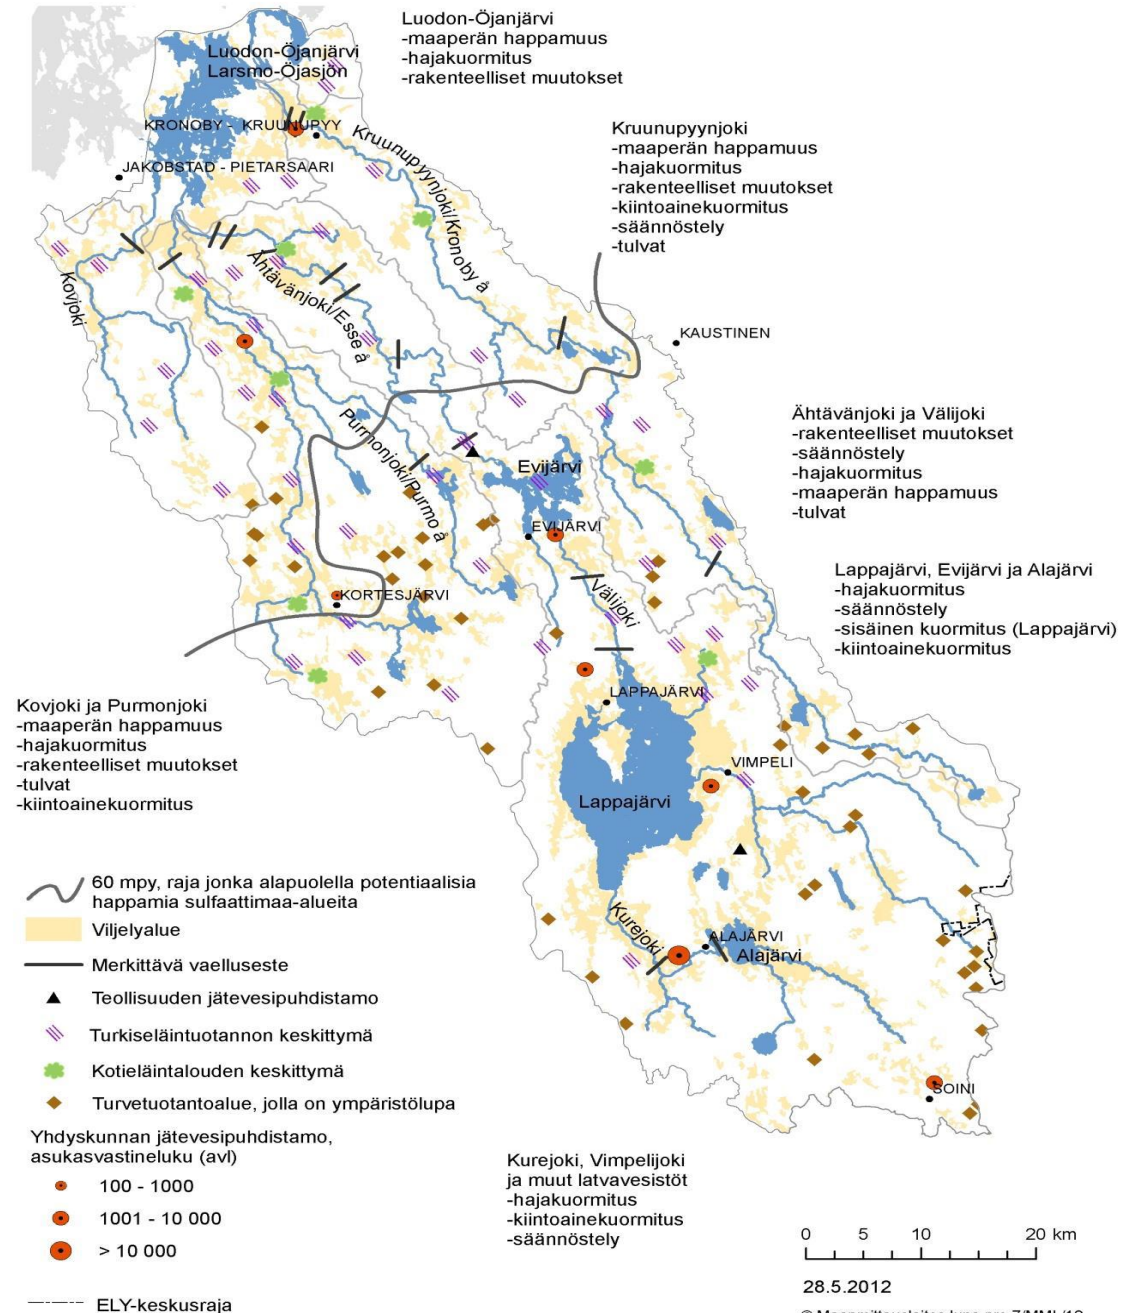 Luodon-Öjanjärvi
-maaperän happamuus
-hajakuormitus
-rakenteelliset muutokset
Luodon-Öjanjärvi
Larsmo-Öjasjön
KRONOBY - KRUUNUPYY
JAKOBSTAD - PIETARSAARI
Kruunupyynjoki/Kronoby å
Kruunupyynjoki
-maaperän happamuus
-hajakuormitus
-rakenteelliset muutokset
-kiintoainekuormitus
-säännöstely
-tulvat
Kovjoki
Ähtävänjoki/Esse å
KAUSTINEN
Purmonjoki/Purmo å
Ähtävänjoki ja Välijoki
-rakenteelliset muutokset
-säännöstely
-hajakuormitus
-maaperän happamuus
-tulvat
Evijärvi
EVIJÄRVI
KORTESJÄRVI
Välijoki
Lappajärvi, Evijärvi ja Alajärvi
-hajakuormitus
-säännöstely
-sisäinen kuormitus (Lappajärvi)
-kiintoainekuormitus
Kovjoki ja Purmonjoki
-maaperän happamuus
-hajakuormitus
-rakenteelliset muutokset
-tulvat
-kiintoainekuormitus
LAPPAJÄRVI
VIMPELI
Lappajärvi
Kurejoki
ALAJÄRVI
Alajärvi
SOINI
60 mpy, raja jonka alapuolella potentiaalisia
happamia sulfaattimaa-alueita
Viljelyalue
Merkittävä vaelluseste
Teollisuuden jätevesipuhdistamo
Turkiseläintuotannon keskittymä
Kotieläintalouden keskittymä
Turvetuotantoalue, jolla on ympäristölupa
Yhdyskunnan jätevesipuhdistamo,
asukasvastineluku (avl)
100 - 1000
1001 - 10 000
> 10 000
ELY-keskusraja
Kurejoki, Vimpelijoki
ja muut latvavesistöt
-hajakuormitus
-kiintoainekuormitus
-säännöstely
0 5 10 20 km
28.5.2012